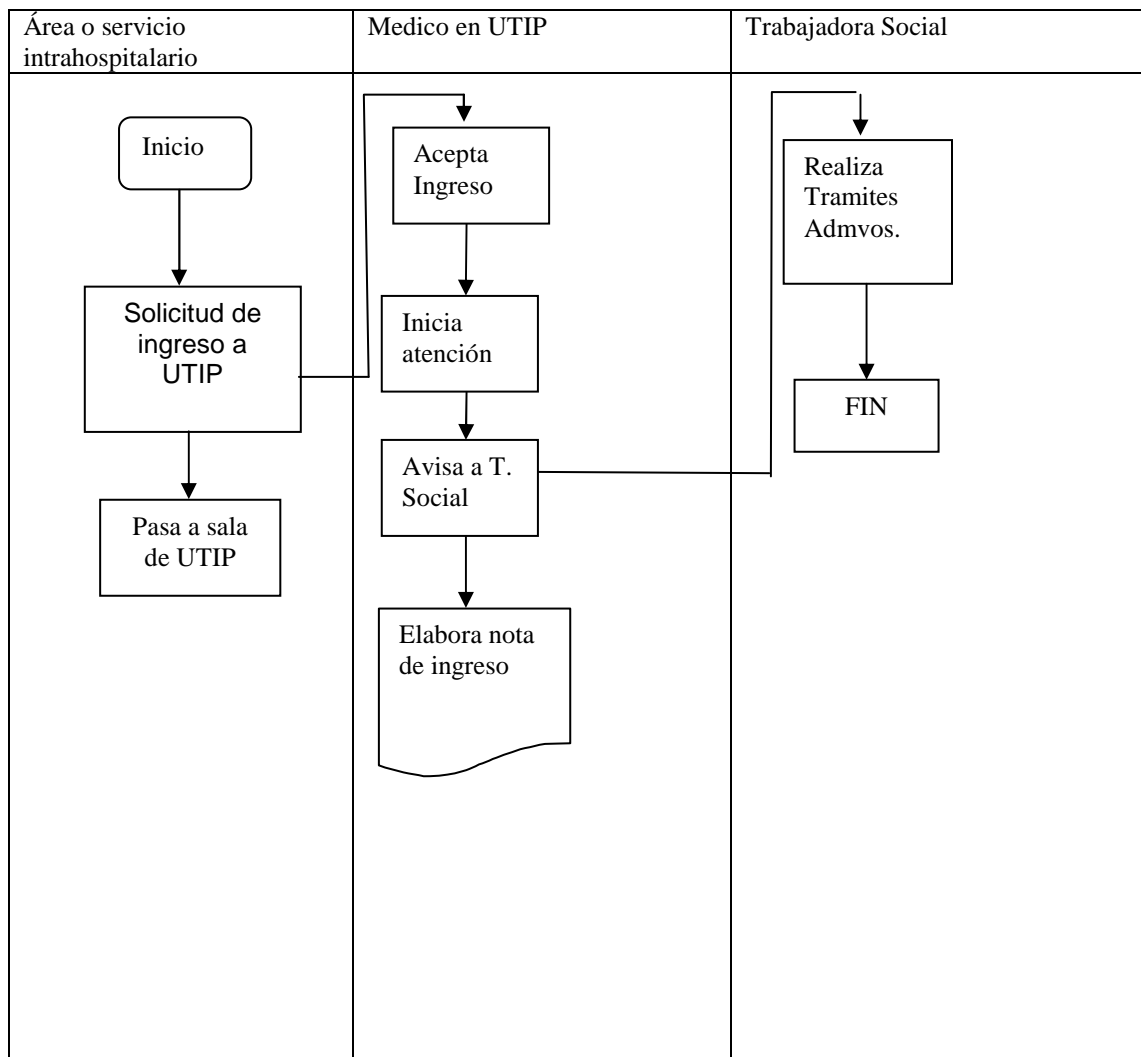 Área o servicio
intrahospitalario
Medico en UTIP
Trabajadora Social
Inicio
Solicitud de
ingreso a
UTIP
Pasa a sala
de UTIP
Acepta
Ingreso
Inicia
atención
Avisa a T.
Social
Elabora nota
de ingreso
Realiza
Tramites
Admvos.
FIN